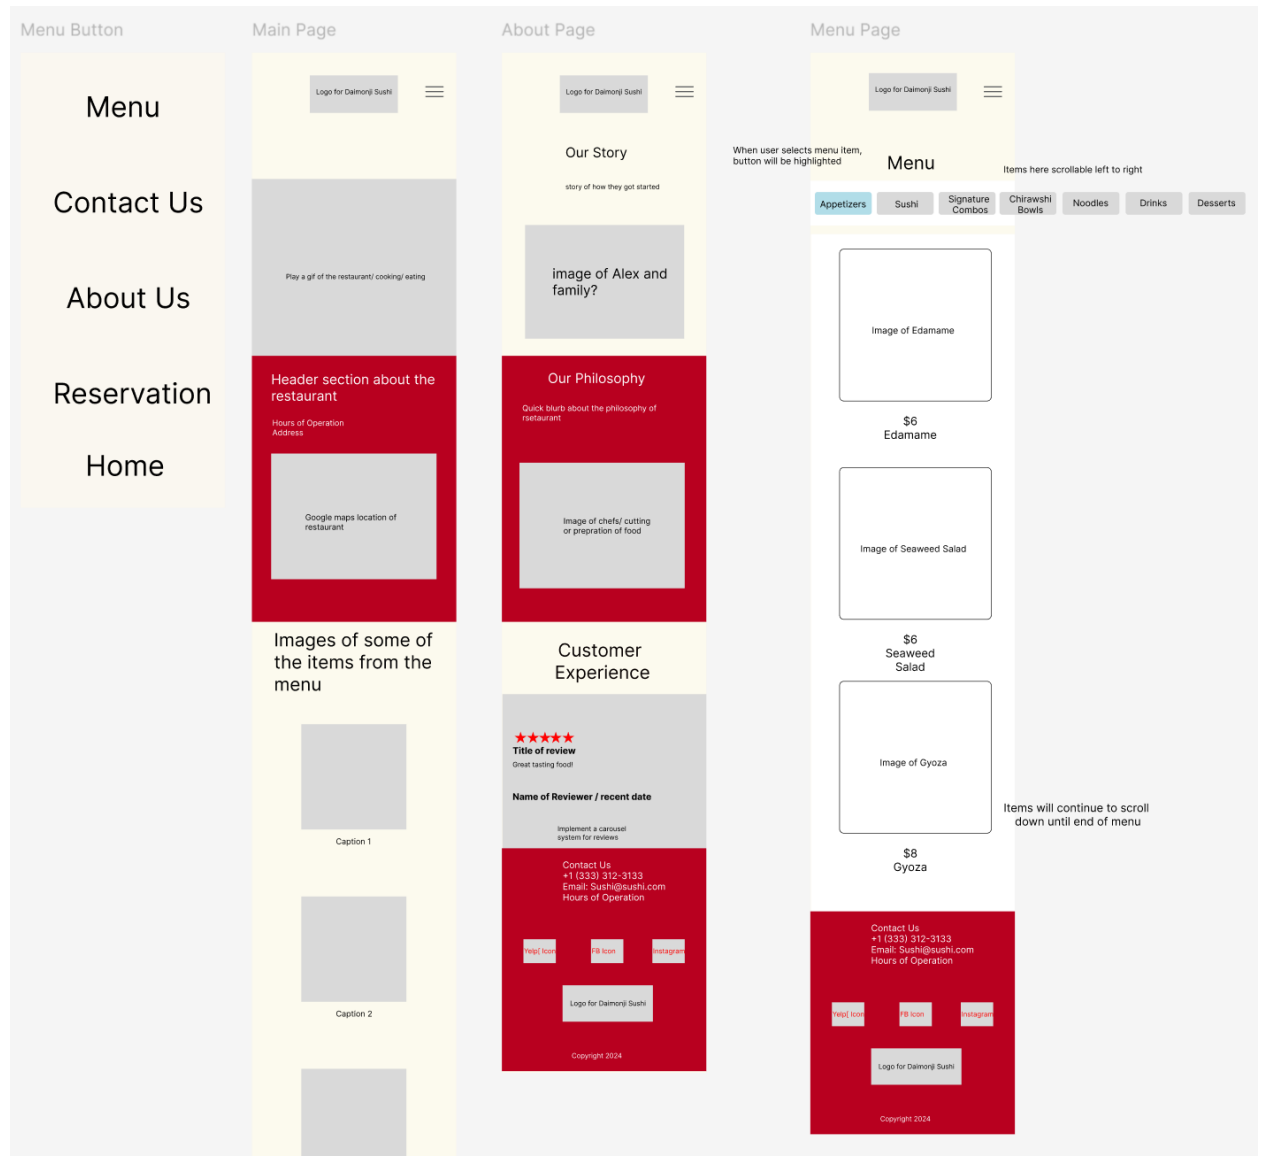 Menu Button
Menu
Contact Us
About Us
Reservation
Home
Main Page
Logo for Daimonji Sushi
Play a gif of the restaurant/ cooking/ eating
Header section about the
restaurant
Hours of Operation
Address
Google maps location of
restaurant
Images of some of
the items from the
menu
Caption 1
Caption 2
About Page
Logo for Daimonji Sushi
Our Story
story of how they got started
image of Alex and
family?
Our Philosophy
Quick blurb about the philosophy of
rsetaurant
Image of chefs/ cutting
or prepration of food
Customer
Experience
★★★★★
Title of review
Great tasting food!
Name of Reviewer / recent date
Implement a carousel
system for reviews
Contact Us
+1 (333) 312-3133
Email: Sushi@sushi.com
Hours of Operation
Yelp[ Icon
FB Icon
Instagram
Logo for Daimonji Sushi
Copyright 2024
Menu Page
Logo for Daimonji Sushi
When user selects menu item,
button will be highlighted
Menu
Items here scrollable left to right
Appetizers
Sushi
Signature
Combos
Chirawshi
Bowls
Noodles
Drinks
Desserts
Image of Edamame
$6
Edamame
Image of Seaweed Salad
$6
Seaweed
Salad
Image of Gyoza
Items will continue to scroll
down until end of menu
$8
Gyoza
Contact Us
+1 (333) 312-3133
Email: Sushi@sushi.com
Hours of Operation
Yelp[ Icon
FB Icon
Instagram
Logo for Daimonji Sushi
Copyright 2024